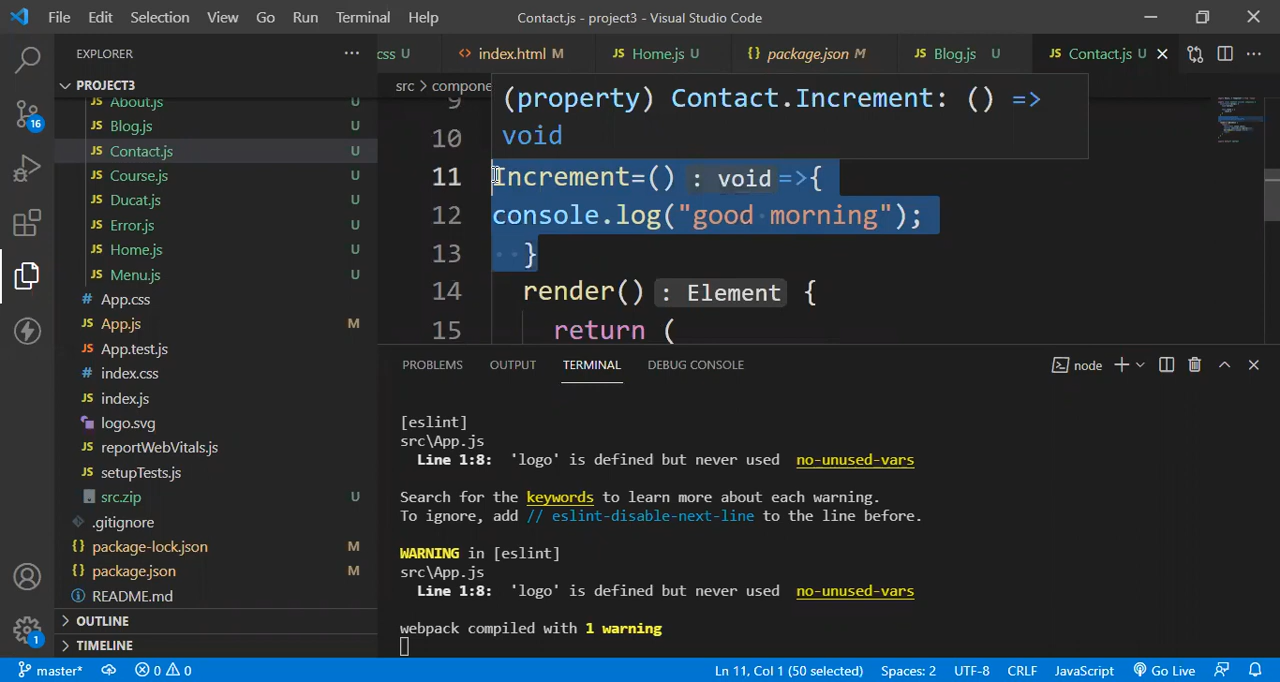 File Edit Selection View Go Run Terminal Help Contact.js - project3 - Visual Studio Code
EXPLORER
css U index.html M Home.js U package.json M Blog.js U Contact.js U
PROJECT3
src > compone
About.js U
Blog.js U
Contact.js U
Course.js U
Ducat.js U
Error.js U
Home.js U
Menu.js U
App.css
App.js M
App.test.js
index.css
index.js
logo.svg
reportWebVitals.js
setupTests.js
src.zip U
.gitignore
package-lock.json M
package.json M
README.md
OUTLINE
TIMELINE
16
1
(property) Contact.Increment: () =>
void
9
10
11 Increment=() : void =>{
12 console.log("good morning");
13 }
14 render() : Element {
15 return (
PROBLEMS OUTPUT TERMINAL DEBUG CONSOLE node
[eslint]
src\App.js
Line 1:8: 'logo' is defined but never used no-unused-vars
Search for the keywords to learn more about each warning.
To ignore, add // eslint-disable-next-line to the line before.
WARNING in [eslint]
src\App.js
Line 1:8: 'logo' is defined but never used no-unused-vars
webpack compiled with 1 warning
master* 0 0 Ln 11, Col 1 (50 selected) Spaces: 2 UTF-8 CRLF JavaScript Go Live